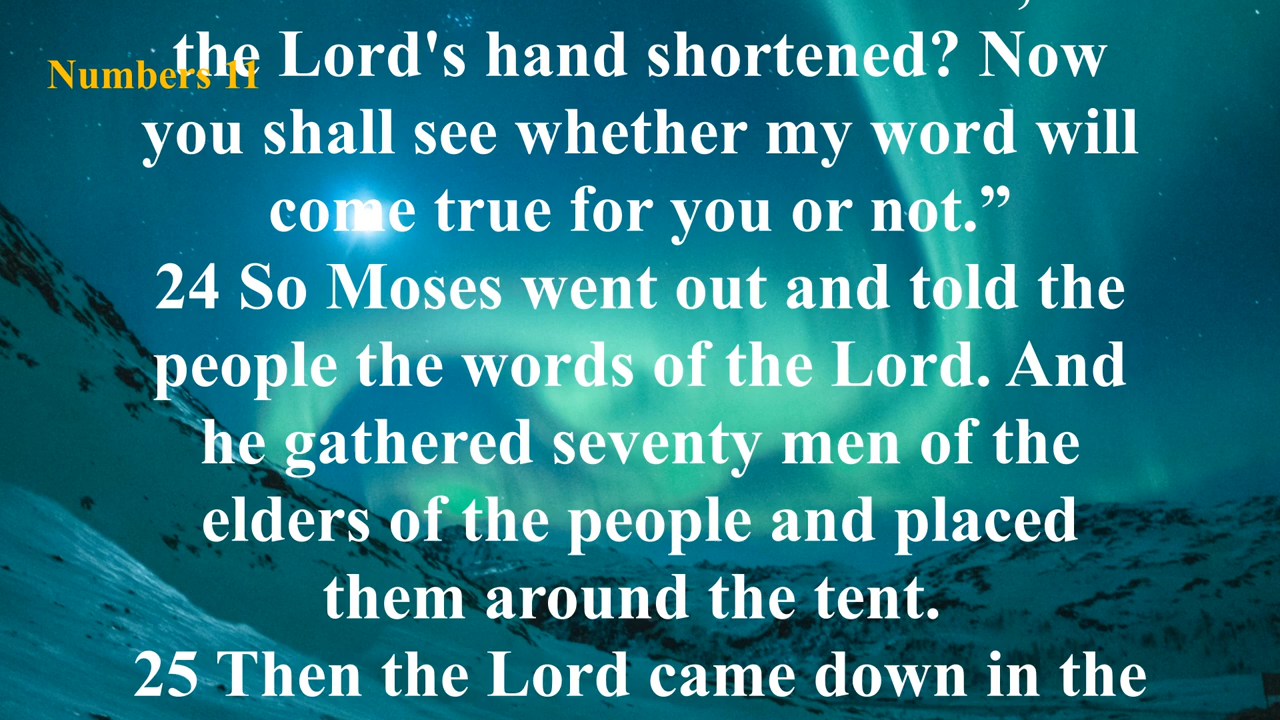 the Lord's hand shortened? Now
Numbers 11
you shall see whether my word will
come true for you or not.”
24 So Moses went out and told the
people the words of the Lord. And
he gathered seventy men of the
elders of the people and placed
them around the tent.
25 Then the Lord came down in the